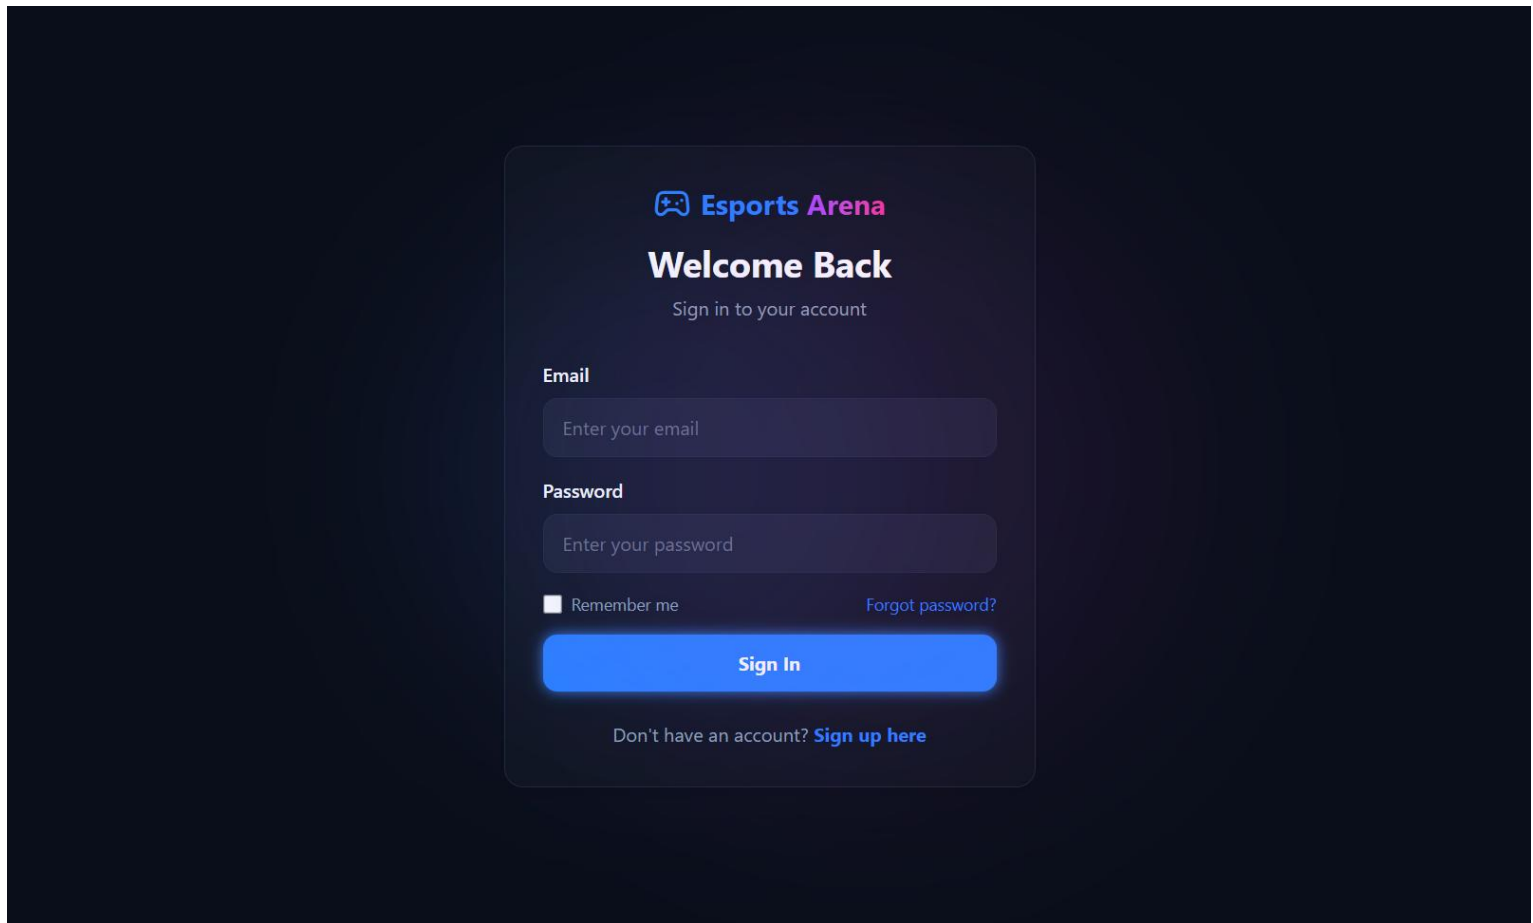 Esports Arena
Welcome Back
Sign in to your account
Email
Enter your email
Password
Enter your password
Remember me Forgot password?
Sign In
Don't have an account? Sign up here